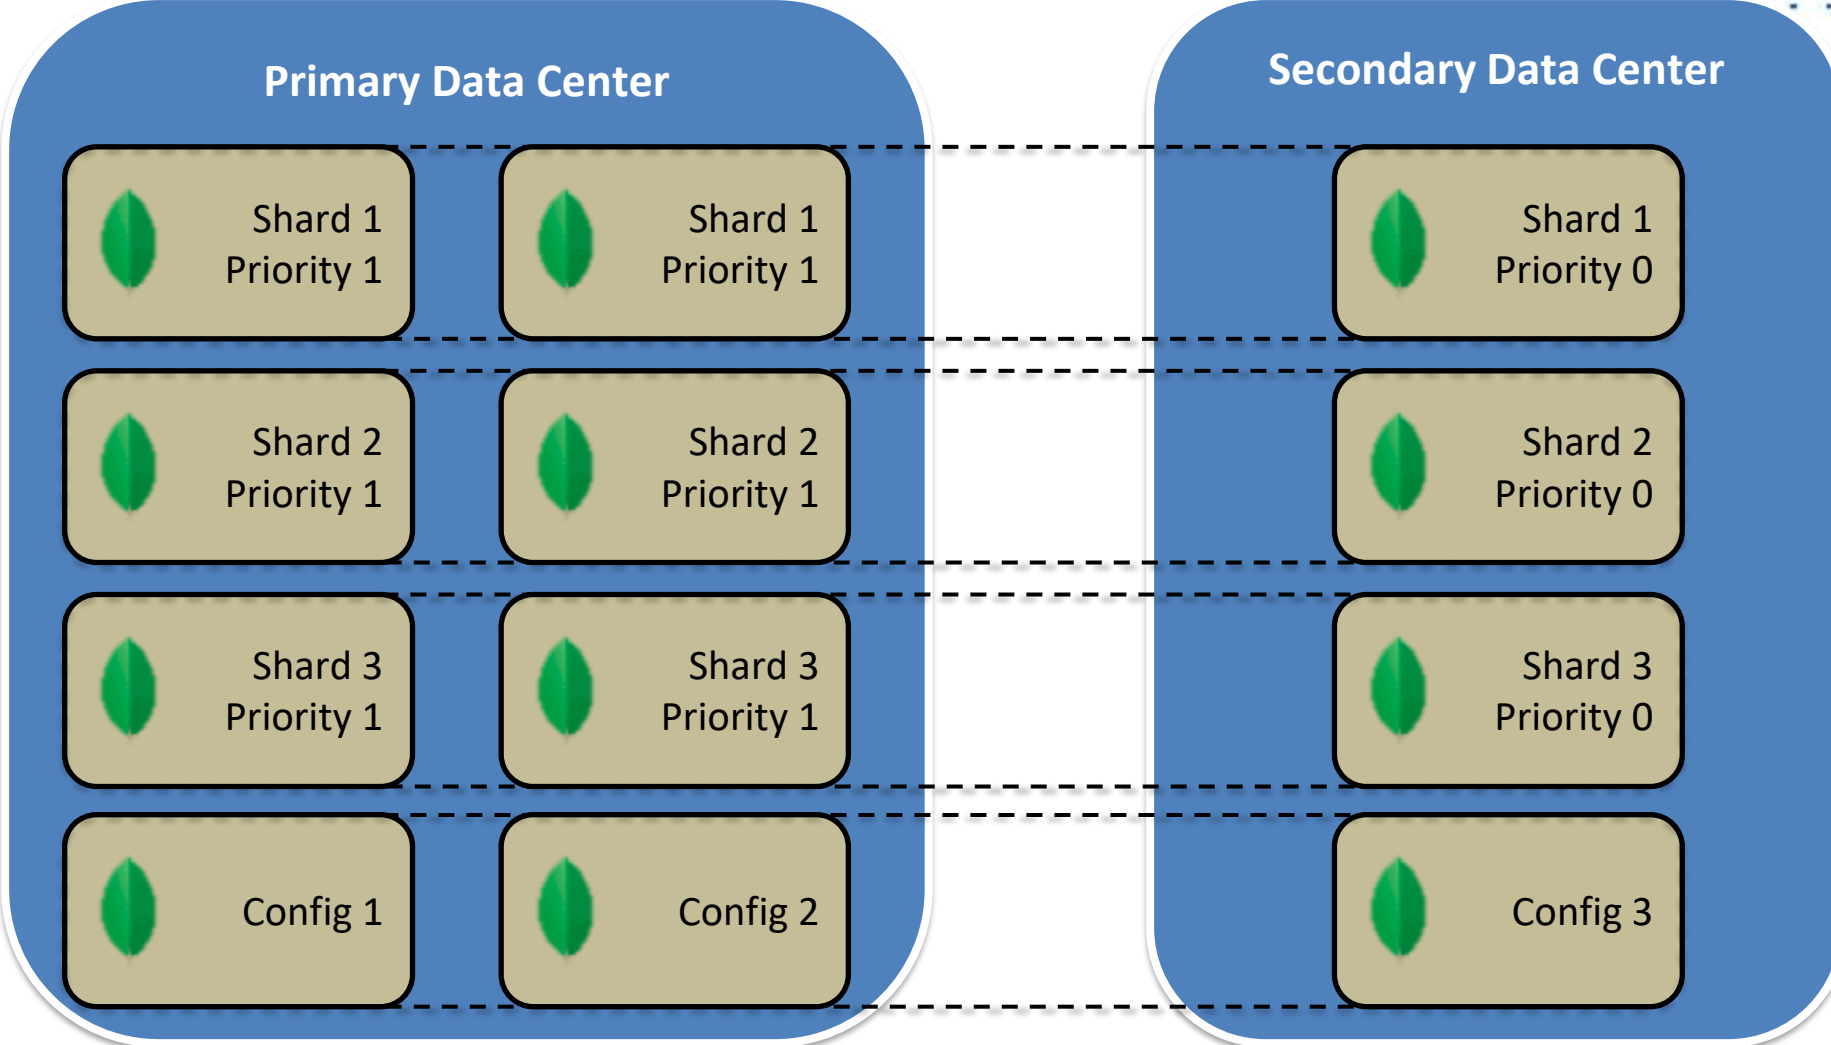 Primary Data Center
Secondary Data Center
Shard 1
Priority 1
Shard 1
Priority 1
Shard 1
Priority 0
Shard 2
Priority 1
Shard 2
Priority 1
Shard 2
Priority 0
Shard 3
Priority 1
Shard 3
Priority 1
Shard 3
Priority 0
Config 1
Config 2
Config 3